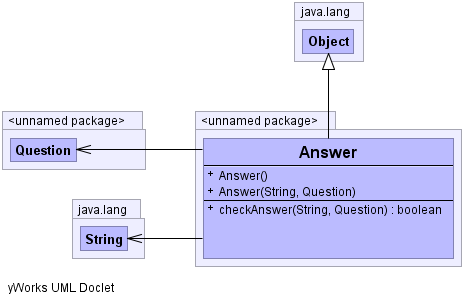 java.lang
Object
<unnamed package>
Question
<unnamed package>
Answer
+ Answer()
+ Answer(String, Question)
+ checkAnswer(String, Question) : boolean
java.lang
String
yWorks UML Doclet